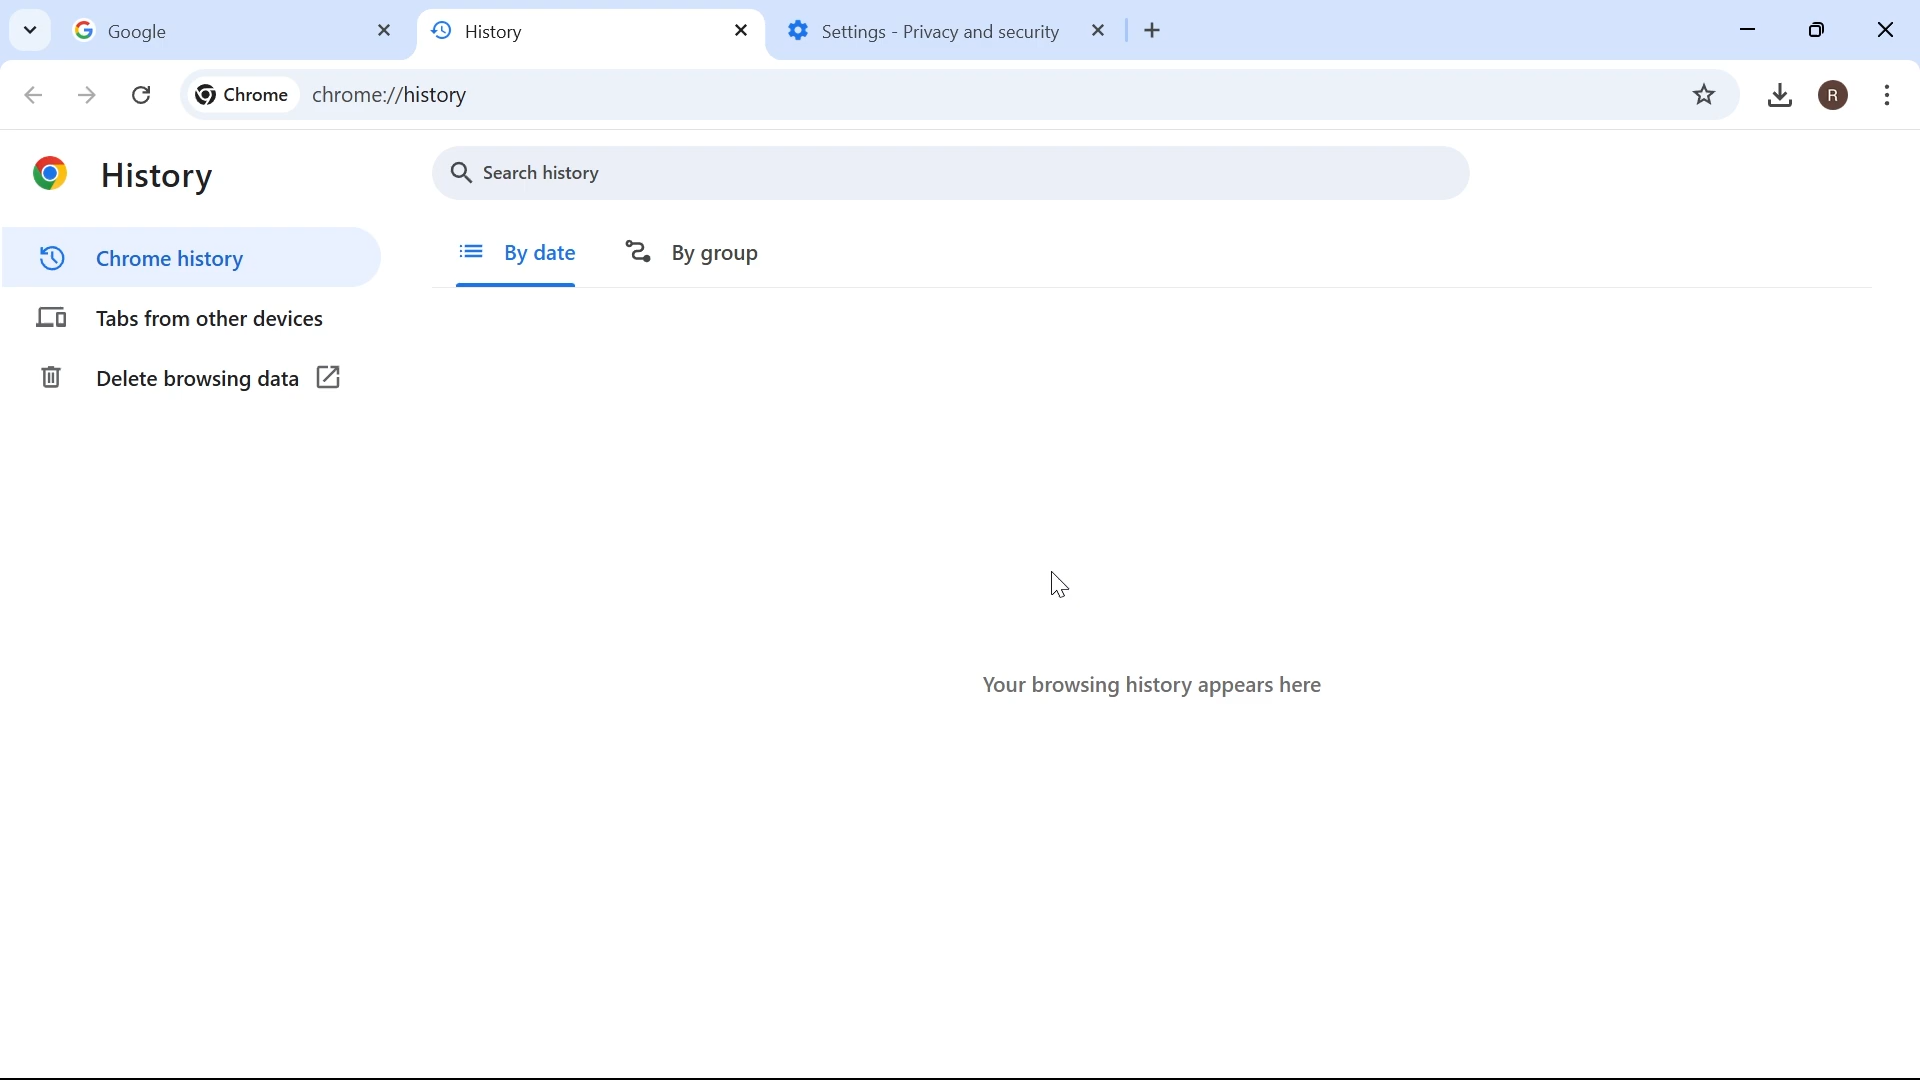 Google
History
Settings - Privacy and security
Chrome
chrome://history
R
History
Search history
Chrome history
By date
By group
Tabs from other devices
Delete browsing data
Your browsing history appears here